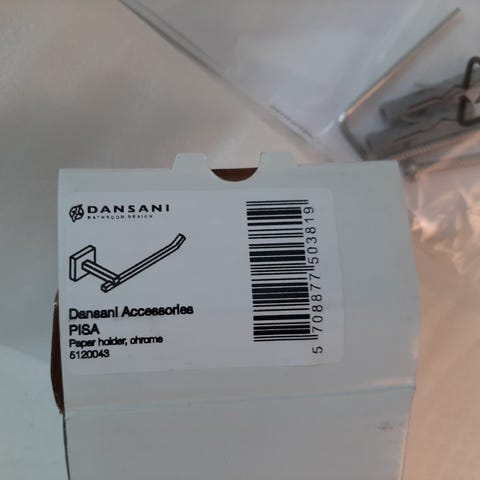 DANSANI
BATHROOM DESIGN
Dansani Accessories
PISA
Paper holder, chrome
5120043
5 708877 503819